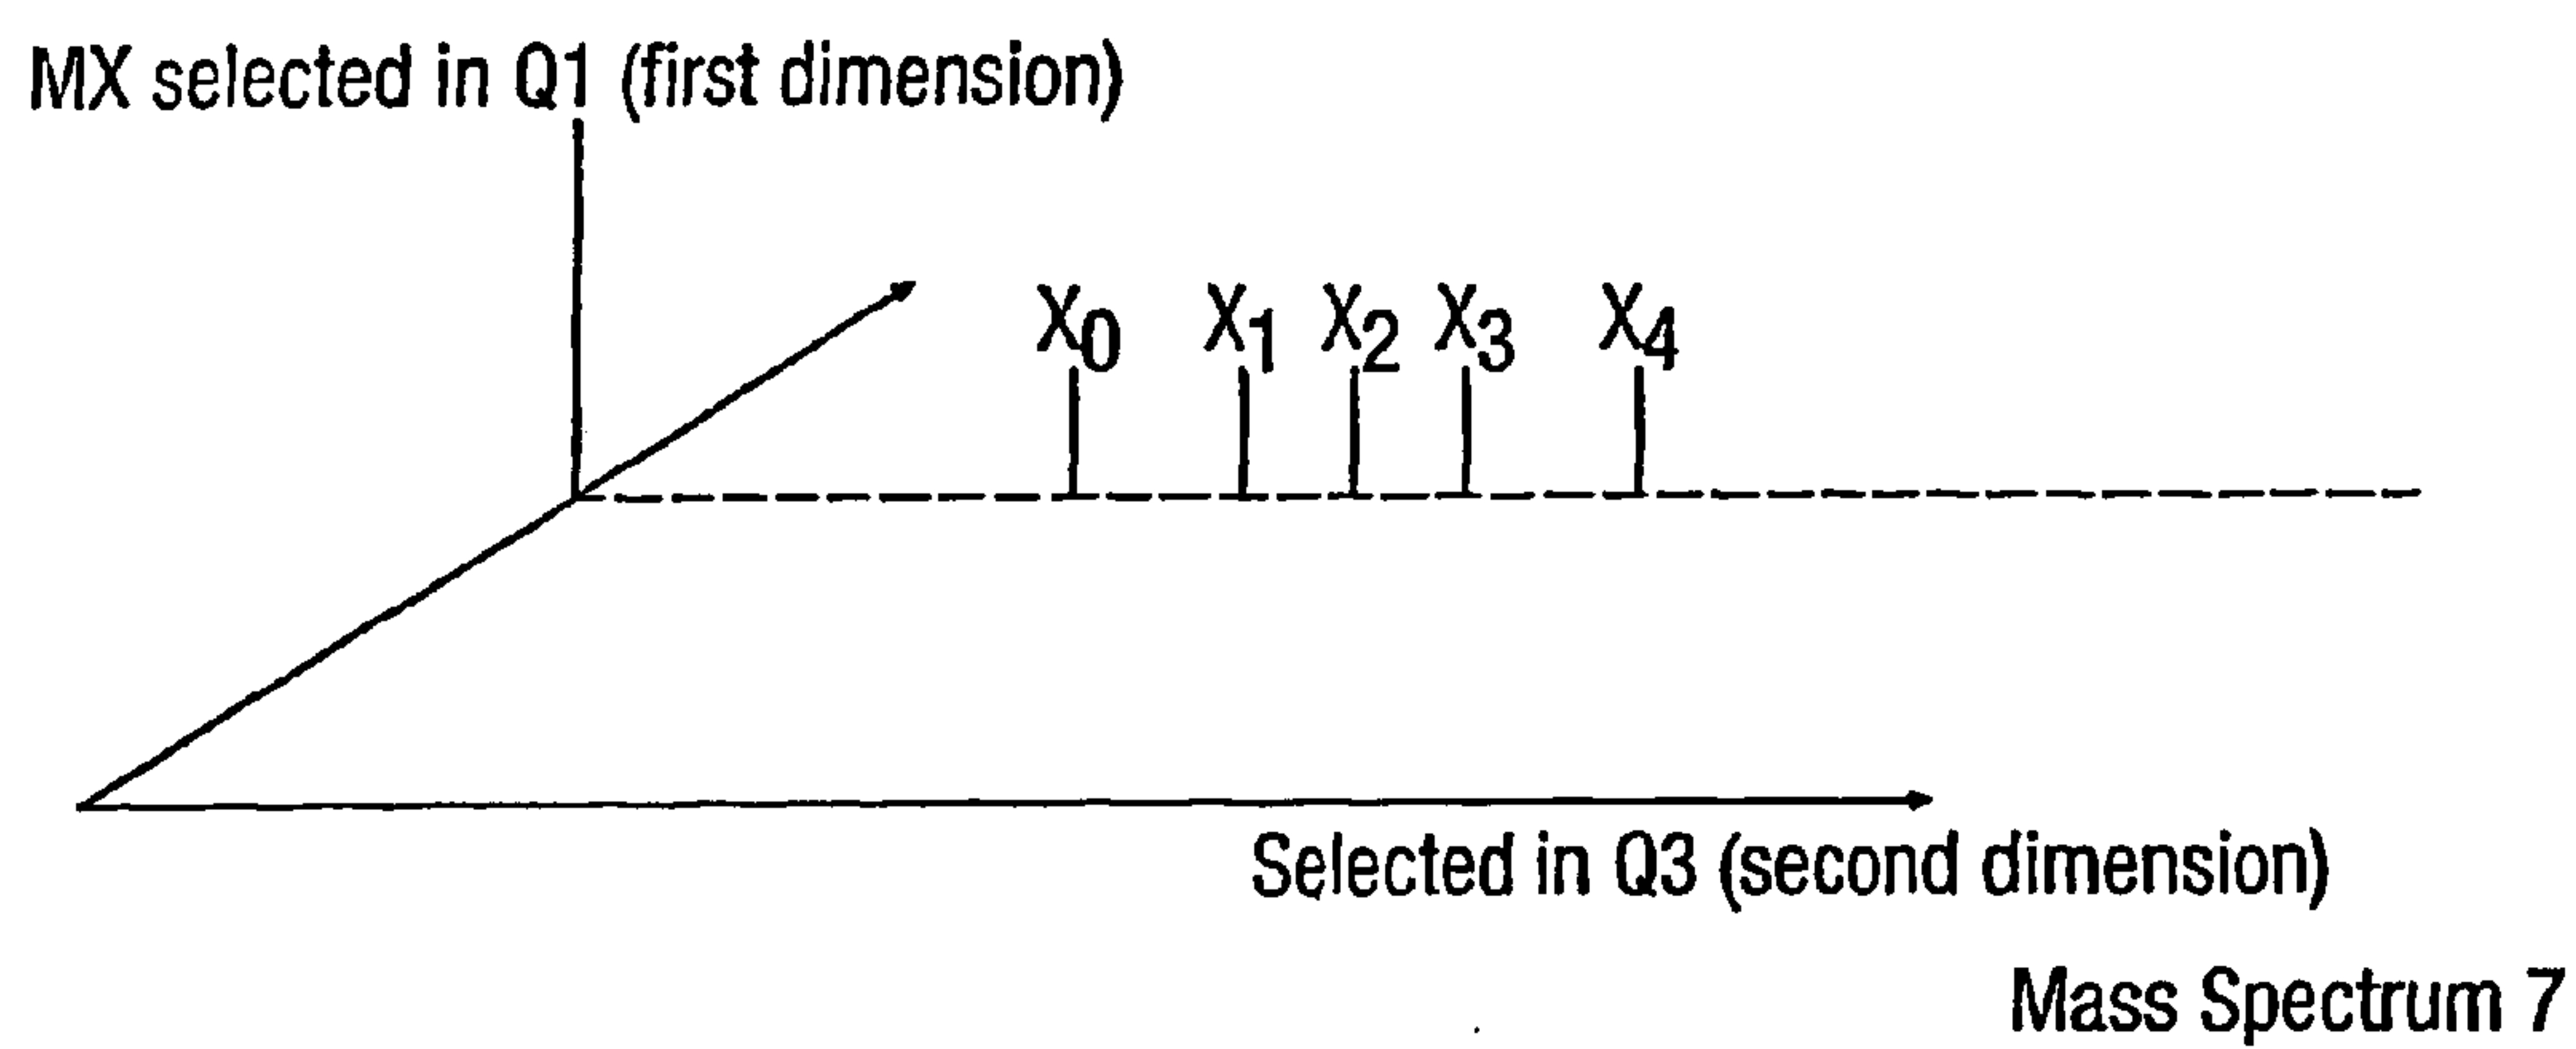 MX selected in Q1 (first dimension)
X0 X1 X2 X3 X4
Selected in Q3 (second dimension)
Mass Spectrum 7